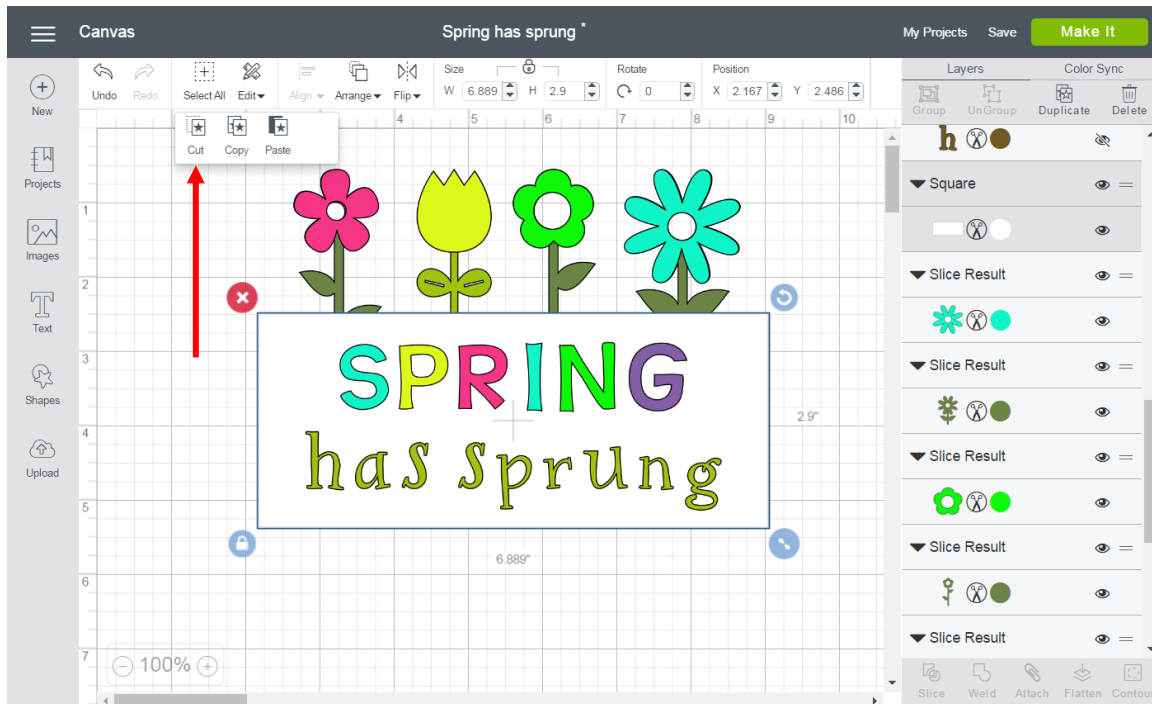 Canvas Spring has sprung * My Projects Save Make It
Layers Color Sync
Undo Redo Select All Edit Align Arrange Flip Size W 6.889 H 2.9 Rotate 0 Position X 2.167 Y 2.486
Group UnGroup Duplicate Delete
Cut Copy Paste
4 5 6 7 8 9 10
New
Projects
Images
Text
Shapes
Upload
1
2
3
4
5
6
7
SPRING
has sprung
2.9"
6.889"
100%
h
Square
Slice Result
Slice Result
Slice Result
Slice Result
Slice Result
Slice Weld Attach Flatten Contou